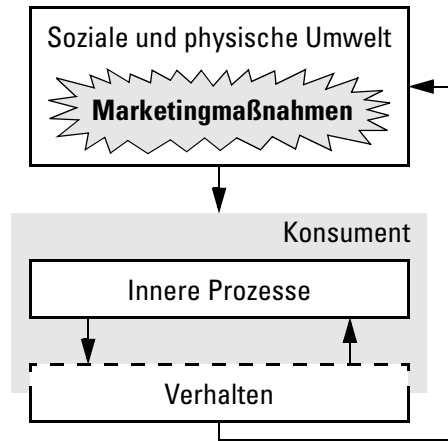 Soziale und physische Umwelt
Marketingmaßnahmen
Konsument
Innere Prozesse
Verhalten